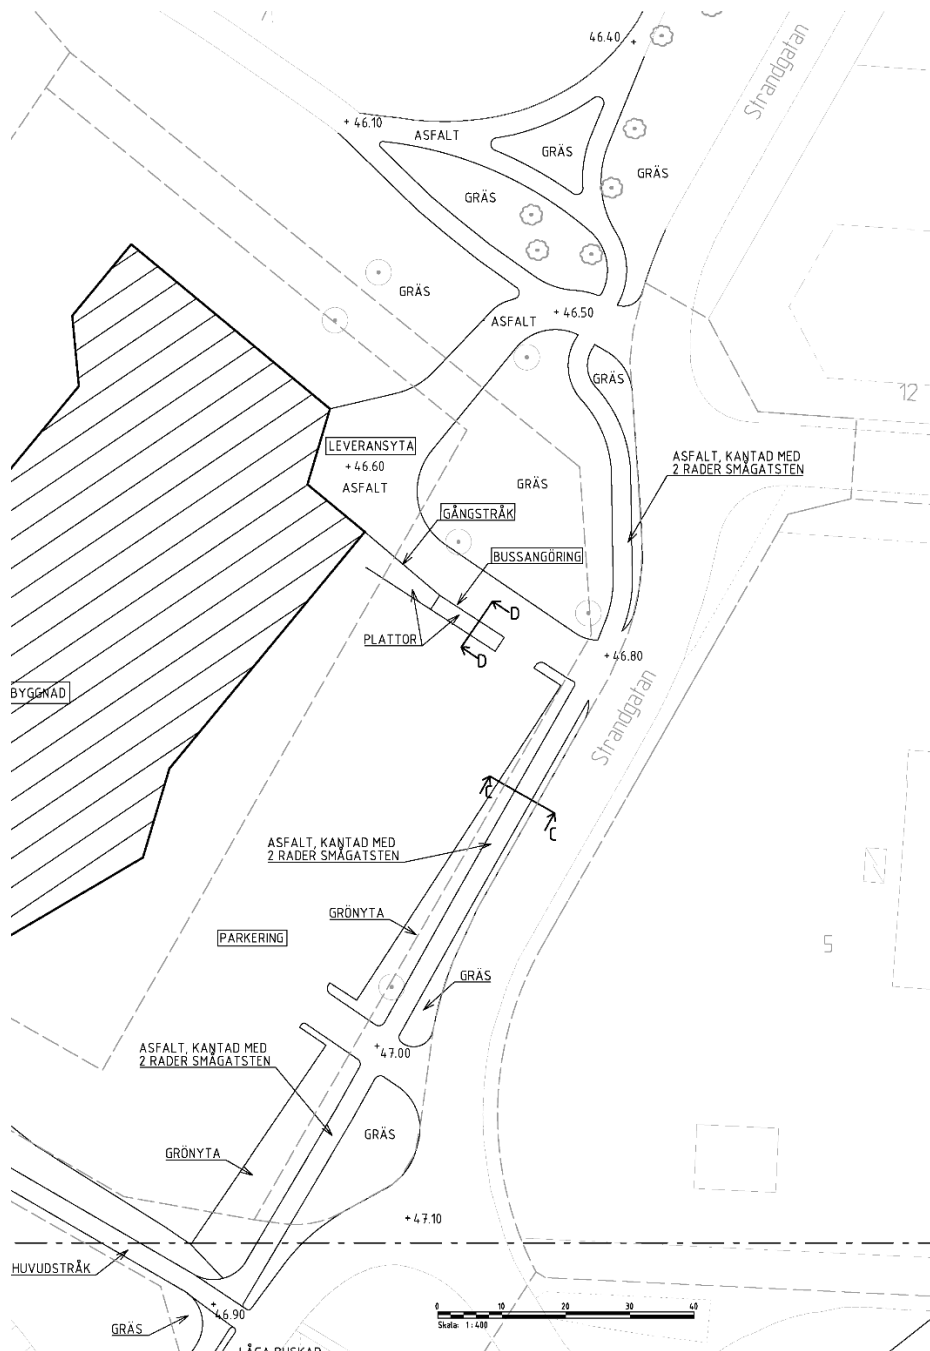 46.40 +
Strandgatan
+ 46.10
ASFALT
GRÄS
GRÄS
GRÄS
GRÄS
+ 46.50
ASFALT
GRÄS
12
LEVERANSYTA
+ 46.60
ASFALT
ASFALT, KANTAD MED
2 RADER SMÅGATSTEN
GRÄS
GÅNGSTRÅK
BUSSANGÖRING
D
PLATTOR
D
+ 46.80
BYGGNAD
Strandgatan
C
C
ASFALT, KANTAD MED
2 RADER SMÅGATSTEN
GRÖNYTA
PARKERING
5
GRÄS
ASFALT, KANTAD MED
2 RADER SMÅGATSTEN
+ 47.00
GRÄS
GRÖNYTA
+ 47.10
HUVUDSTRÅK
+ 46.90
GRÄS
0 10 20 30 40
Skala: 1:400
LÅGA BUSKAR